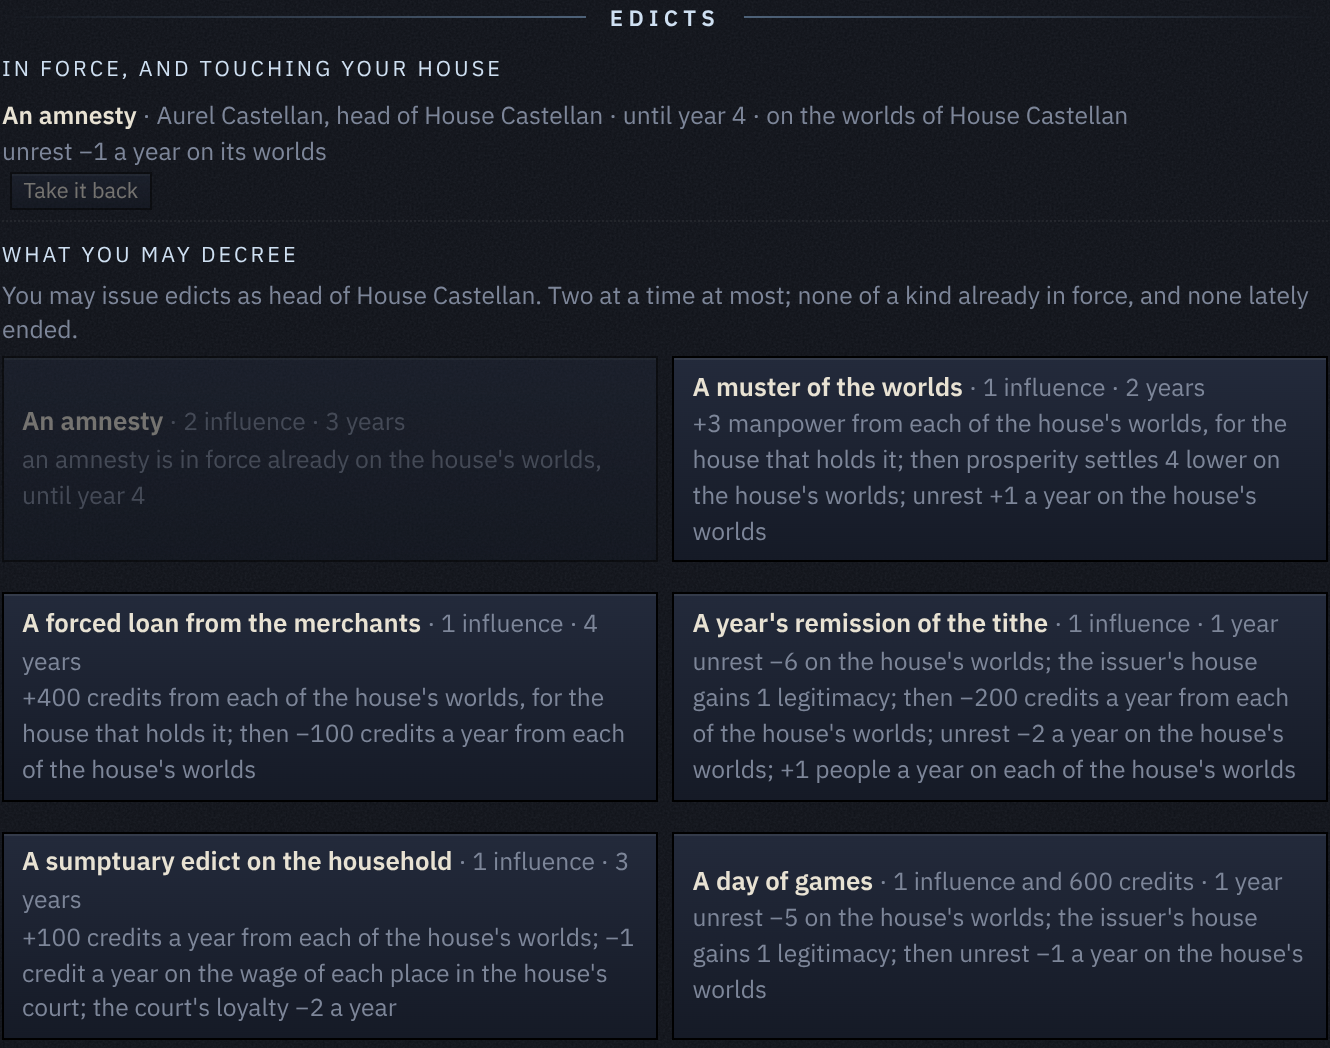 EDICTS
IN FORCE, AND TOUCHING YOUR HOUSE
An amnesty · Aurel Castellan, head of House Castellan · until year 4 · on the worlds of House Castellan
unrest −1 a year on its worlds
Take it back
WHAT YOU MAY DECREE
You may issue edicts as head of House Castellan. Two at a time at most; none of a kind already in force, and none lately
ended.
An amnesty · 2 influence · 3 years
an amnesty is in force already on the house's worlds,
until year 4
A muster of the worlds · 1 influence · 2 years
+3 manpower from each of the house's worlds, for the
house that holds it; then prosperity settles 4 lower on
the house's worlds; unrest +1 a year on the house's
worlds
A forced loan from the merchants · 1 influence · 4
years
+400 credits from each of the house's worlds, for the
house that holds it; then −100 credits a year from each
of the house's worlds
A year's remission of the tithe · 1 influence · 1 year
unrest −6 on the house's worlds; the issuer's house
gains 1 legitimacy; then −200 credits a year from each
of the house's worlds; unrest −2 a year on the house's
worlds; +1 people a year on each of the house's worlds
A sumptuary edict on the household · 1 influence · 3
years
+100 credits a year from each of the house's worlds; −1
credit a year on the wage of each place in the house's
court; the court's loyalty −2 a year
A day of games · 1 influence and 600 credits · 1 year
unrest −5 on the house's worlds; the issuer's house
gains 1 legitimacy; then unrest −1 a year on the house's
worlds